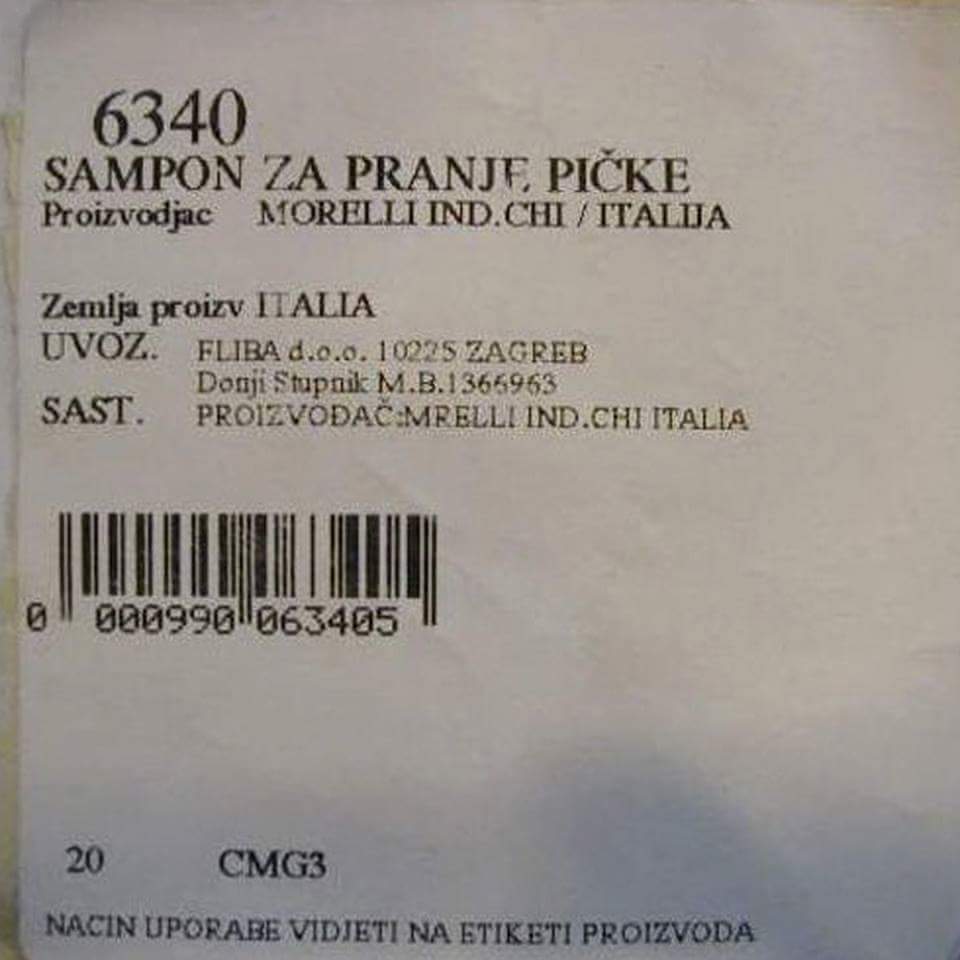 6340
SAMPON ZA PRANJE PIČKE
Proizvodjac MORELLI IND.CHI / ITALIJA
Zemlja proizv ITALIA
UVOZ. FLIBA d.o.o. 10225 ZAGREB
Donji Stupnik M.B.1366963
SAST. PROIZVOĐAČ:MRELLI IND.CHI ITALIA
0 000990 063405
20 CMG3
NACIN UPORABE VIDJETI NA ETIKETI PROIZVODA